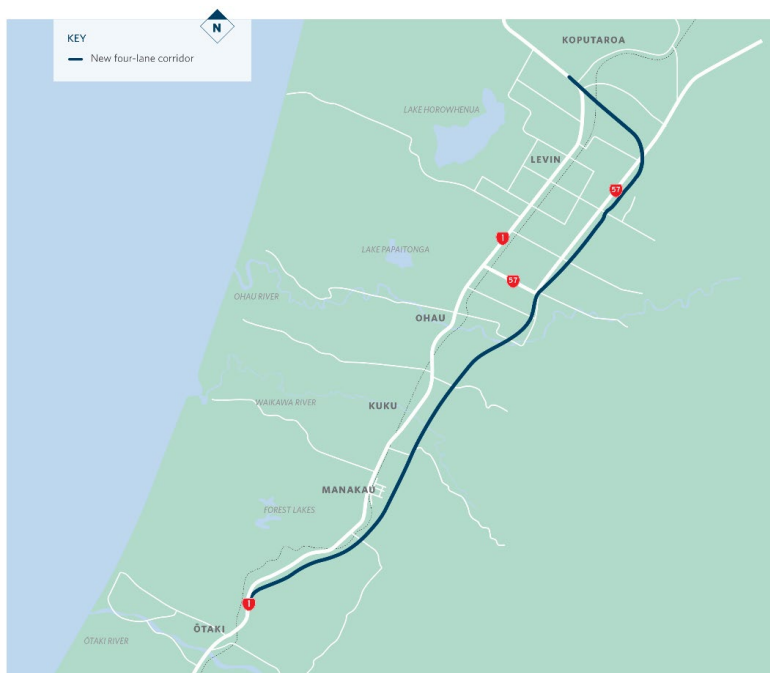 N
KEY
New four-lane corridor
KOPUTAROA
LAKE HOROWHENUA
LEVIN
57
1
LAKE PAPAITONGA
57
OHAU RIVER
OHAU
WAIKAWA RIVER
KUKU
MANAKAU
FOREST LAKES
1
ŌTAKI
ŌTAKI RIVER